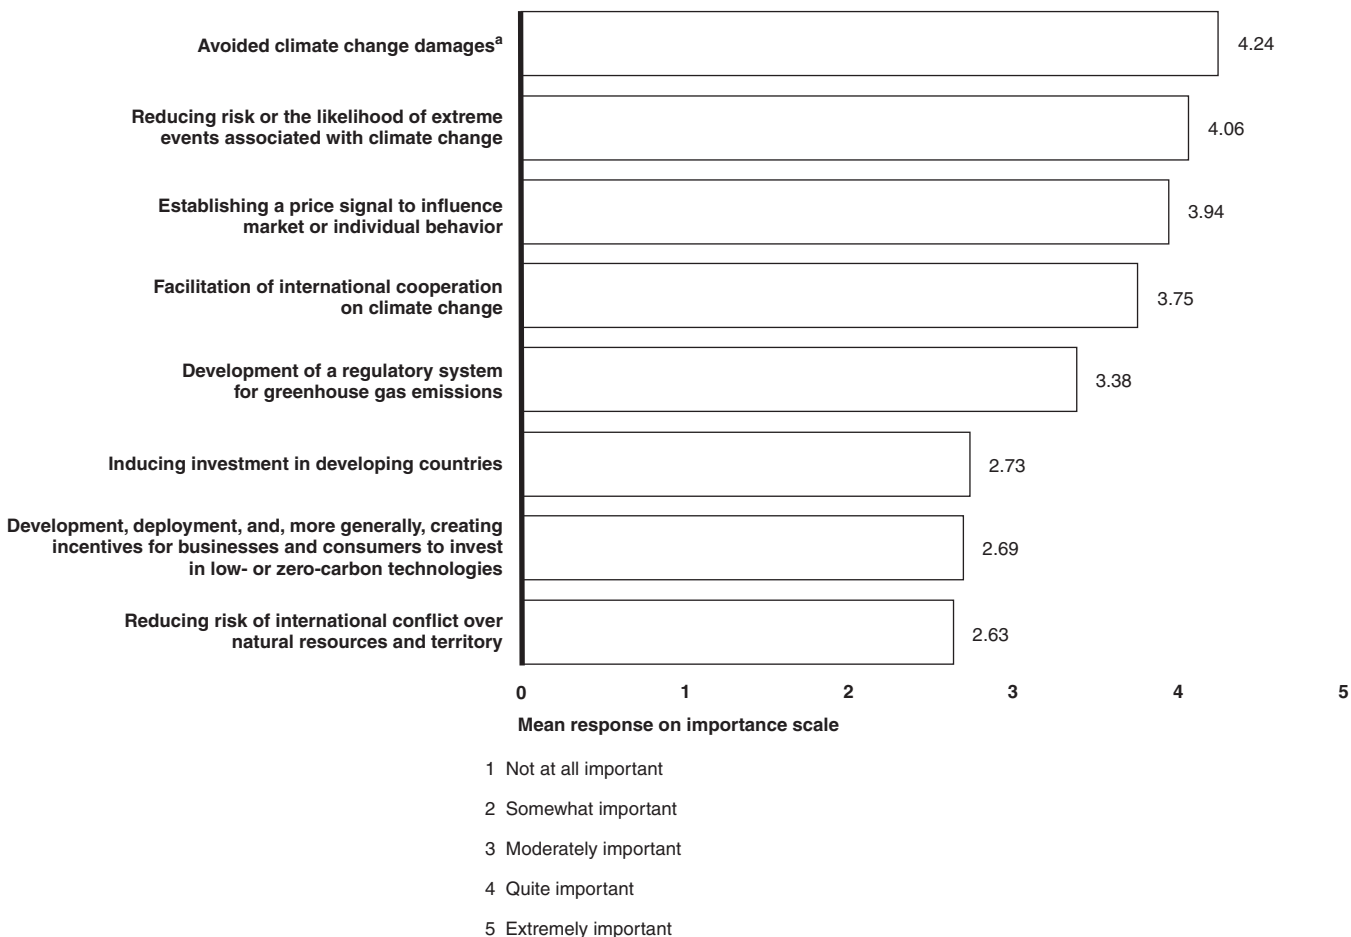 Avoided climate change damagesa
4.24
Reducing risk or the likelihood of extreme
events associated with climate change
4.06
Establishing a price signal to influence
market or individual behavior
3.94
Facilitation of international cooperation
on climate change
3.75
Development of a regulatory system
for greenhouse gas emissions
3.38
Inducing investment in developing countries
2.73
Development, deployment, and, more generally, creating
incentives for businesses and consumers to invest
in low- or zero-carbon technologies
2.69
Reducing risk of international conflict over
natural resources and territory
2.63
0 1 2 3 4 5
Mean response on importance scale
1 Not at all important
2 Somewhat important
3 Moderately important
4 Quite important
5 Extremely important